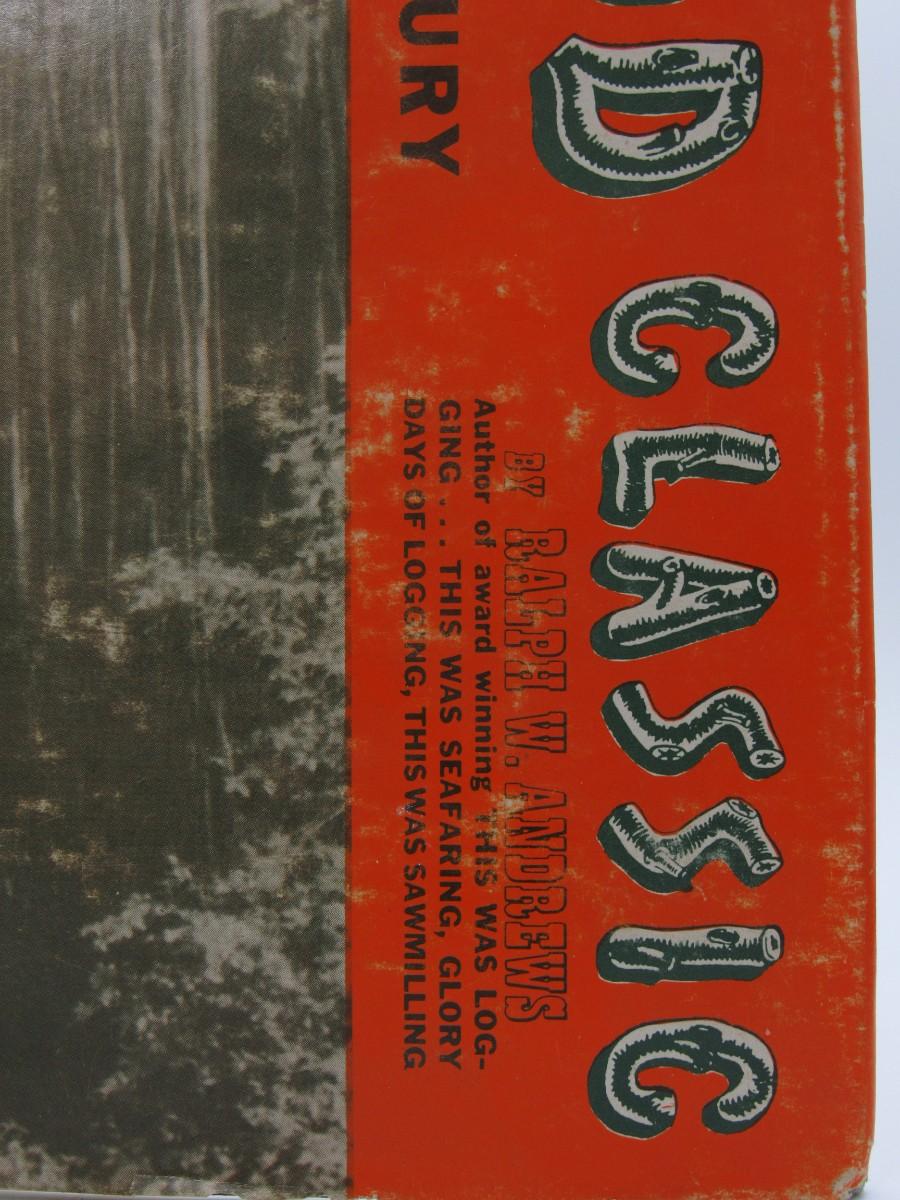 D CLASSIC
BY RALPH W. ANDREWS
Author of award winning THIS WAS LOG-
GING . . . THIS WAS SEAFARING, GLORY
DAYS OF LOGGING, THIS WAS SAWMILLING
URY